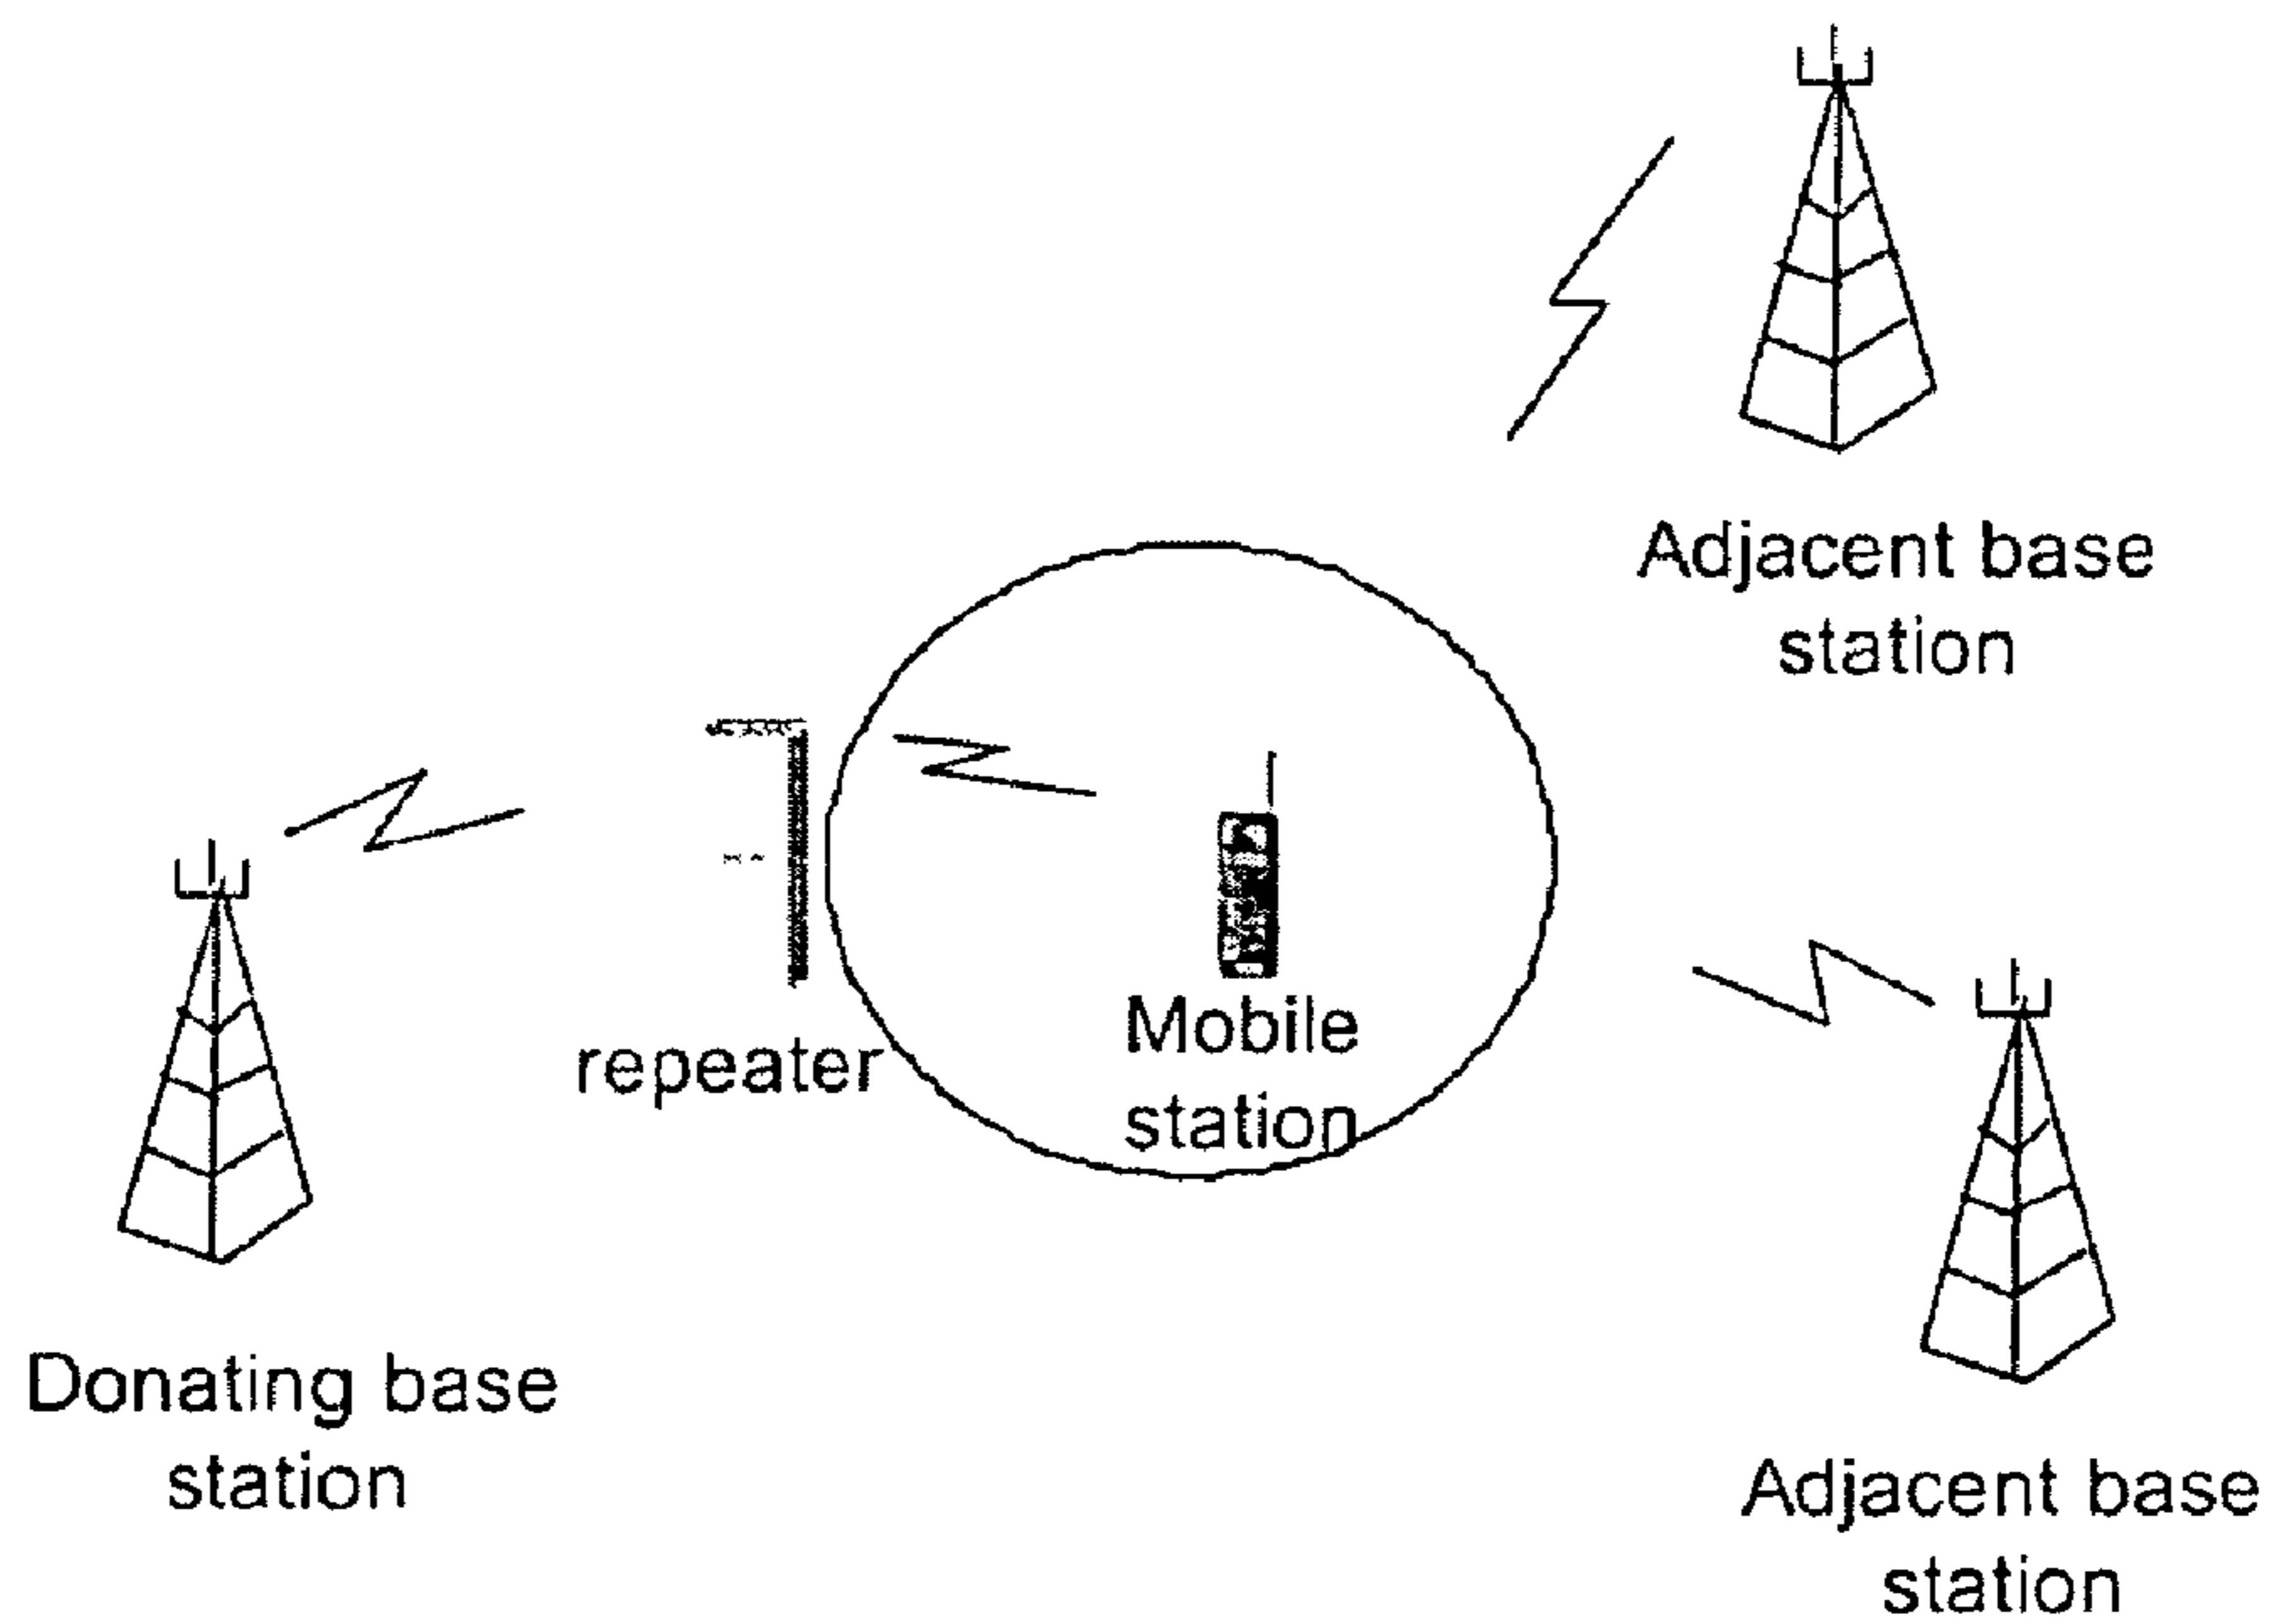 Adjacent base
station
repeater
Mobile
station
Donating base
station
Adjacent base
station